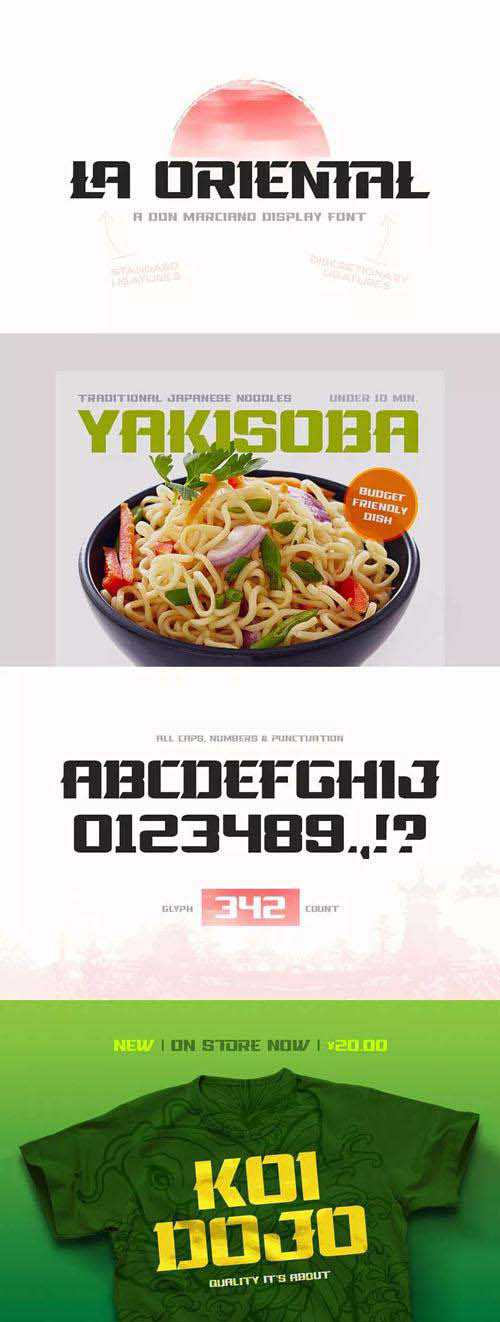 LA ORIENTAL
A DON MARCIANO DISPLAY FONT
STANDARD
LIGATURES
DISCRETIONARY
LIGATURES
TRADITIONAL JAPANESE NOODLES
UNDER 10 MIN.
YAKISOBA
BUDGET
FRIENDLY
DISH
ALL CAPS, NUMBERS & PUNCTUATION
ABCDEFGHIJ
0123489.,!?
GLYPH 342 COUNT
NEW | ON STORE NOW | ¥20.00
KOI
DOJO
QUALITY IT'S ABOUT